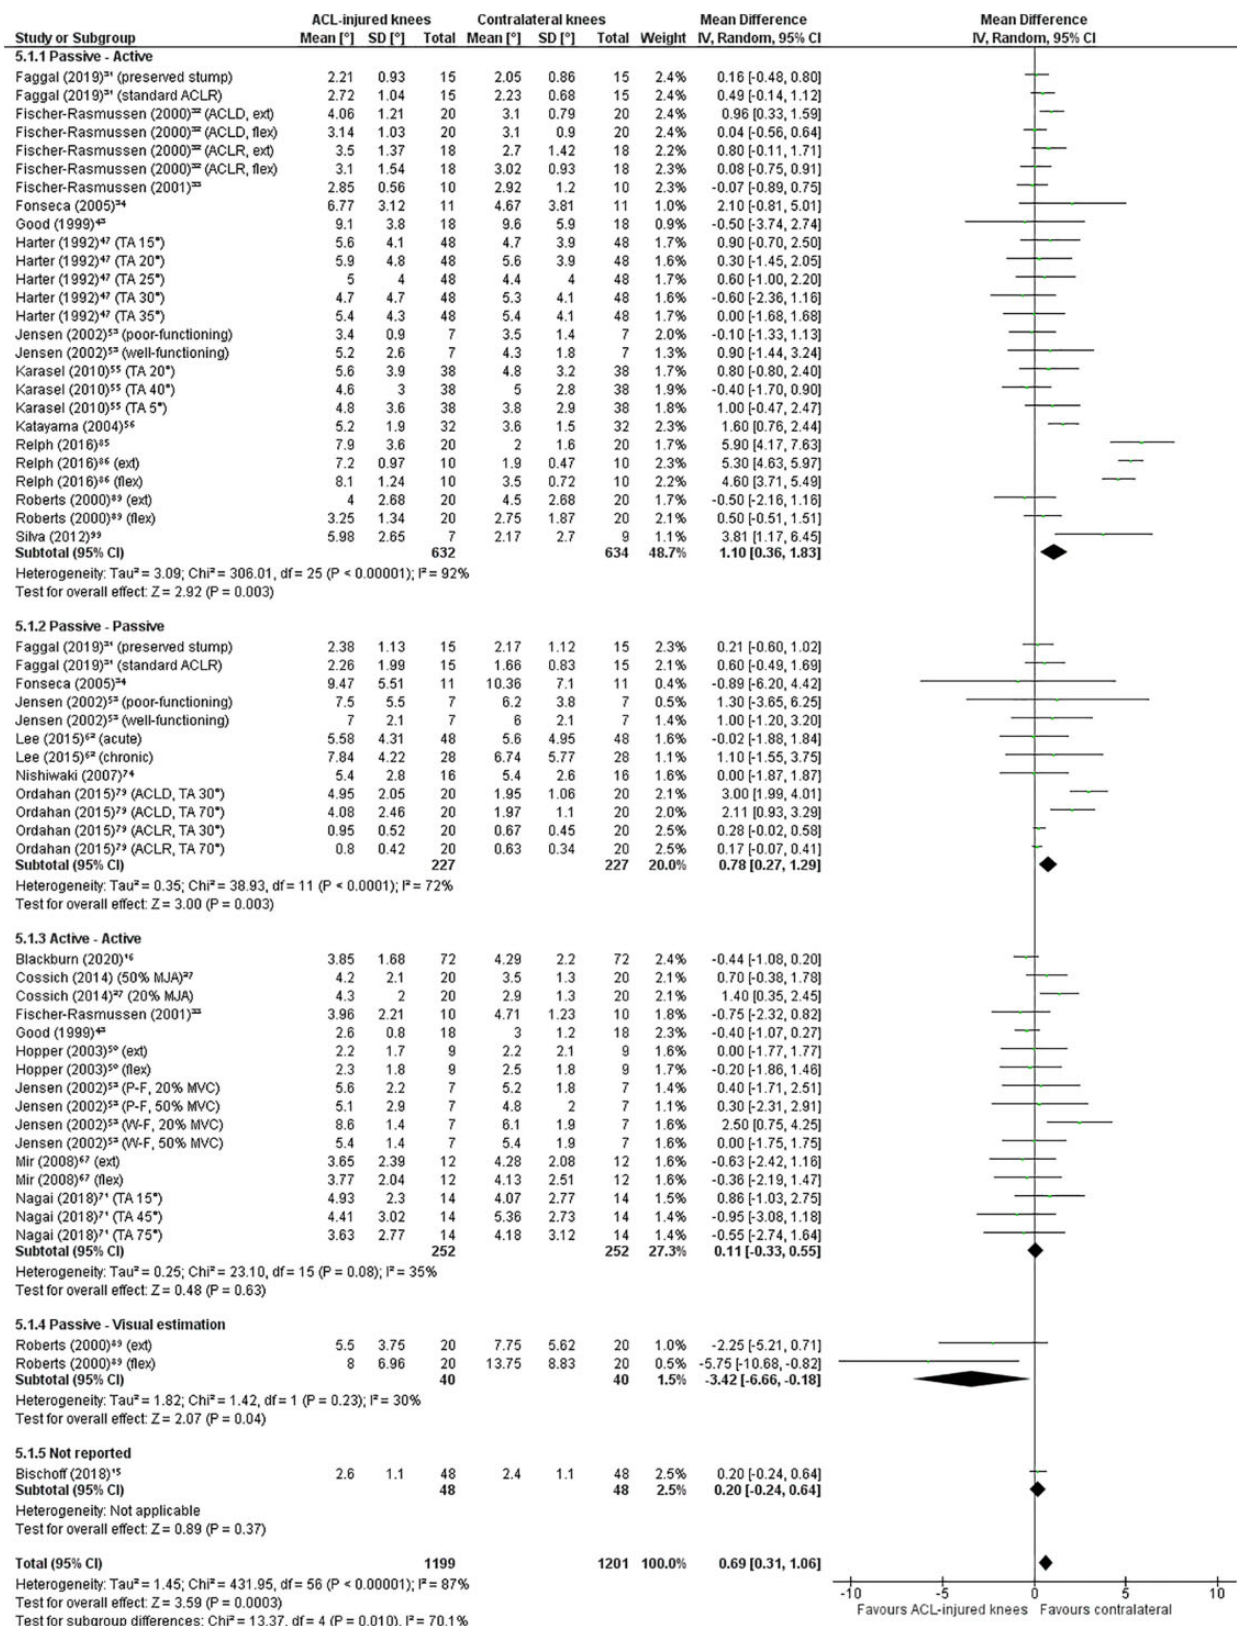 ACL-injured knees Contralateral knees Mean Difference Mean Difference
Study or Subgroup Mean [°] SD [°] Total Mean [°] SD [°] Total Weight IV, Random, 95% CI IV, Random, 95% CI
5.1.1 Passive - Active
Faggal (2019)³¹ (preserved stump) 2.21 0.93 15 2.05 0.86 15 2.4% 0.16 [-0.48, 0.80]
Faggal (2019)³¹ (standard ACLR) 2.72 1.04 15 2.23 0.68 15 2.4% 0.49 [-0.14, 1.12]
Fischer-Rasmussen (2000)³² (ACLD, ext) 4.06 1.21 20 3.1 0.79 20 2.4% 0.96 [0.33, 1.59]
Fischer-Rasmussen (2000)³² (ACLD, flex) 3.14 1.03 20 3.1 0.9 20 2.4% 0.04 [-0.56, 0.64]
Fischer-Rasmussen (2000)³² (ACLR, ext) 3.5 1.37 18 2.7 1.42 18 2.2% 0.80 [-0.11, 1.71]
Fischer-Rasmussen (2000)³² (ACLR, flex) 3.1 1.54 18 3.02 0.93 18 2.3% 0.08 [-0.75, 0.91]
Fischer-Rasmussen (2001)³³ 2.85 0.56 10 2.92 1.2 10 2.3% -0.07 [-0.89, 0.75]
Fonseca (2005)³⁴ 6.77 3.12 11 4.67 3.81 11 1.0% 2.10 [-0.81, 5.01]
Good (1999)⁴³ 9.1 3.8 18 9.6 5.9 18 0.9% -0.50 [-3.74, 2.74]
Harter (1992)⁴⁷ (TA 15°) 5.6 4.1 48 4.7 3.9 48 1.7% 0.90 [-0.70, 2.50]
Harter (1992)⁴⁷ (TA 20°) 5.9 4.8 48 5.6 3.9 48 1.6% 0.30 [-1.45, 2.05]
Harter (1992)⁴⁷ (TA 25°) 5 4 48 4.4 4 48 1.7% 0.60 [-1.00, 2.20]
Harter (1992)⁴⁷ (TA 30°) 4.7 4.7 48 5.3 4.1 48 1.6% -0.60 [-2.36, 1.16]
Harter (1992)⁴⁷ (TA 35°) 5.4 4.3 48 5.4 4.1 48 1.7% 0.00 [-1.68, 1.68]
Jensen (2002)⁵³ (poor-functioning) 3.4 0.9 7 3.5 1.4 7 2.0% -0.10 [-1.33, 1.13]
Jensen (2002)⁵³ (well-functioning) 5.2 2.6 7 4.3 1.8 7 1.3% 0.90 [-1.44, 3.24]
Karasel (2010)⁵⁵ (TA 20°) 5.6 3.9 38 4.8 3.2 38 1.7% 0.80 [-0.80, 2.40]
Karasel (2010)⁵⁵ (TA 40°) 4.6 3 38 5 2.8 38 1.9% -0.40 [-1.70, 0.90]
Karasel (2010)⁵⁵ (TA 5°) 4.8 3.6 38 3.8 2.9 38 1.8% 1.00 [-0.47, 2.47]
Katayama (2004)⁵⁶ 5.2 1.9 32 3.6 1.5 32 2.3% 1.60 [0.76, 2.44]
Relph (2016)⁸⁵ 7.9 3.6 20 2 1.6 20 1.6% 5.90 [4.17, 7.63]
Relph (2016)⁸⁶ (ext) 7.2 0.97 10 1.9 0.47 10 2.3% 5.30 [4.63, 5.97]
Relph (2016)⁸⁶ (flex) 8.1 1.24 10 3.5 0.72 10 2.2% 4.60 [3.71, 5.49]
Roberts (2000)⁸⁹ (ext) 4 2.68 20 4.5 2.68 20 1.7% -0.50 [-2.16, 1.16]
Roberts (2000)⁸⁹ (flex) 3.25 1.34 20 2.75 1.87 20 2.1% 0.50 [-0.51, 1.51]
Silva (2012)⁹⁹ 5.98 2.65 7 2.17 2.7 9 1.1% 3.81 [1.17, 6.45]
Subtotal (95% CI) 632 634 48.7% 1.10 [0.36, 1.83]
Heterogeneity: Tau² = 3.09; Chi² = 306.01, df = 25 (P < 0.00001); I² = 92%
Test for overall effect: Z = 2.92 (P = 0.003)
5.1.2 Passive - Passive
Faggal (2019)³¹ (preserved stump) 2.38 1.13 15 2.17 1.12 15 2.3% 0.21 [-0.60, 1.02]
Faggal (2019)³¹ (standard ACLR) 2.26 1.99 15 1.66 0.83 15 2.1% 0.60 [-0.49, 1.69]
Fonseca (2005)³⁴ 9.47 5.51 11 10.36 7.1 11 0.4% -0.89 [-6.20, 4.42]
Jensen (2002)⁵³ (poor-functioning) 7.5 5.5 7 6.2 3.8 7 0.5% 1.30 [-3.65, 6.25]
Jensen (2002)⁵³ (well-functioning) 7 2.1 7 6 2.1 7 1.4% 1.00 [-1.20, 3.20]
Lee (2015)⁶² (acute) 5.58 4.31 48 5.6 4.95 48 1.6% -0.02 [-1.88, 1.84]
Lee (2015)⁶² (chronic) 7.84 4.22 28 6.74 5.77 28 1.1% 1.10 [-1.55, 3.75]
Nishiwaki (2007)⁷⁴ 5.4 2.8 16 5.4 2.6 16 1.6% 0.00 [-1.87, 1.87]
Ordahan (2015)⁷⁹ (ACLD, TA 30°) 4.95 2.05 20 1.95 1.06 20 2.1% 3.00 [1.99, 4.01]
Ordahan (2015)⁷⁹ (ACLD, TA 70°) 4.08 2.46 20 1.97 1.1 20 2.0% 2.11 [0.93, 3.29]
Ordahan (2015)⁷⁹ (ACLR, TA 30°) 0.95 0.52 20 0.67 0.45 20 2.5% 0.28 [-0.02, 0.58]
Ordahan (2015)⁷⁹ (ACLR, TA 70°) 0.8 0.42 20 0.63 0.34 20 2.5% 0.17 [-0.07, 0.41]
Subtotal (95% CI) 227 227 20.0% 0.78 [0.27, 1.29]
Heterogeneity: Tau² = 0.35; Chi² = 38.93, df = 11 (P < 0.0001); I² = 72%
Test for overall effect: Z = 3.00 (P = 0.003)
5.1.3 Active - Active
Blackburn (2020)¹⁶ 3.85 1.68 72 4.29 2.2 72 2.4% -0.44 [-1.08, 0.20]
Cossich (2014) (50% MJA)²⁷ 4.2 2.1 20 3.5 1.3 20 2.1% 0.70 [-0.38, 1.78]
Cossich (2014)²⁷ (20% MJA) 4.3 2 20 2.9 1.3 20 2.1% 1.40 [0.35, 2.45]
Fischer-Rasmussen (2001)³³ 3.96 2.21 10 4.71 1.23 10 1.8% -0.75 [-2.32, 0.82]
Good (1999)⁴³ 2.6 0.8 18 3 1.2 18 2.3% -0.40 [-1.07, 0.27]
Hopper (2003)⁵⁰ (ext) 2.2 1.7 9 2.2 2.1 9 1.6% 0.00 [-1.77, 1.77]
Hopper (2003)⁵⁰ (flex) 2.3 1.8 9 2.5 1.8 9 1.6% -0.20 [-1.86, 1.46]
Jensen (2002)⁵³ (P-F, 20% MVC) 5.6 2.2 7 5.2 1.8 7 1.4% 0.40 [-1.71, 2.51]
Jensen (2002)⁵³ (P-F, 50% MVC) 5.1 2.9 7 4.8 2 7 1.1% 0.30 [-2.31, 2.91]
Jensen (2002)⁵³ (W-F, 20% MVC) 8.6 1.4 7 6.1 1.9 7 1.6% 2.50 [0.75, 4.25]
Jensen (2002)⁵³ (W-F, 50% MVC) 5.4 1.4 7 5.4 1.9 7 1.6% 0.00 [-1.75, 1.75]
Mir (2008)⁶⁷ (ext) 3.65 2.39 12 4.28 2.08 12 1.6% -0.63 [-2.42, 1.16]
Mir (2008)⁶⁷ (flex) 3.77 2.04 12 4.13 2.51 12 1.6% -0.36 [-2.19, 1.47]
Nagai (2018)⁷¹ (TA 15°) 4.93 2.3 14 4.07 2.77 14 1.5% 0.86 [-1.03, 2.75]
Nagai (2018)⁷¹ (TA 45°) 4.41 3.02 14 5.36 2.73 14 1.4% -0.95 [-3.08, 1.18]
Nagai (2018)⁷¹ (TA 75°) 3.63 2.77 14 4.18 3.12 14 1.4% -0.55 [-2.74, 1.64]
Subtotal (95% CI) 252 252 27.3% 0.11 [-0.33, 0.55]
Heterogeneity: Tau² = 0.25; Chi² = 23.10, df = 15 (P = 0.08); I² = 35%
Test for overall effect: Z = 0.48 (P = 0.63)
5.1.4 Passive - Visual estimation
Roberts (2000)⁸⁹ (ext) 5.5 3.75 20 7.75 5.62 20 1.0% -2.25 [-5.21, 0.71]
Roberts (2000)⁸⁹ (flex) 8 6.96 20 13.75 8.83 20 0.5% -5.75 [-10.68, -0.82]
Subtotal (95% CI) 40 40 1.5% -3.42 [-6.66, -0.18]
Heterogeneity: Tau² = 1.82; Chi² = 1.42, df = 1 (P = 0.23); I² = 30%
Test for overall effect: Z = 2.07 (P = 0.04)
5.1.5 Not reported
Bischoff (2018)¹⁵ 2.6 1.1 48 2.4 1.1 48 2.5% 0.20 [-0.24, 0.64]
Subtotal (95% CI) 48 48 2.5% 0.20 [-0.24, 0.64]
Heterogeneity: Not applicable
Test for overall effect: Z = 0.89 (P = 0.37)
Total (95% CI) 1199 1201 100.0% 0.69 [0.31, 1.06]
Heterogeneity: Tau² = 1.45; Chi² = 431.95, df = 56 (P < 0.00001); I² = 87%
Test for overall effect: Z = 3.59 (P = 0.0003)
Test for subgroup differences: Chi² = 13.37, df = 4 (P = 0.010), I² = 70.1%
-10 -5 0 5 10
Favours ACL-injured knees Favours contralateral